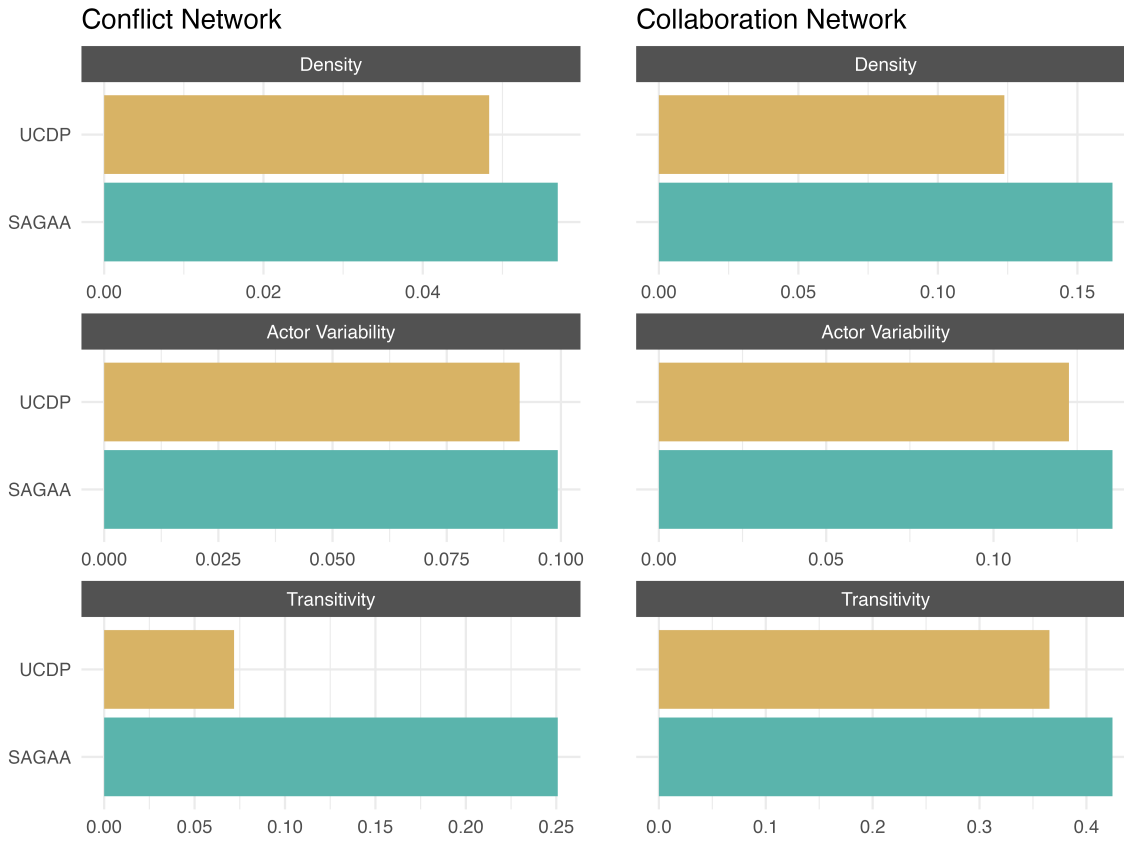 Conflict Network
Collaboration Network
Density
Density
UCDP
SAGAA
0.00 0.02 0.04
0.00 0.05 0.10 0.15
Actor Variability
Actor Variability
UCDP
SAGAA
0.000 0.025 0.050 0.075 0.100
0.00 0.05 0.10
Transitivity
Transitivity
UCDP
SAGAA
0.00 0.05 0.10 0.15 0.20 0.25
0.0 0.1 0.2 0.3 0.4